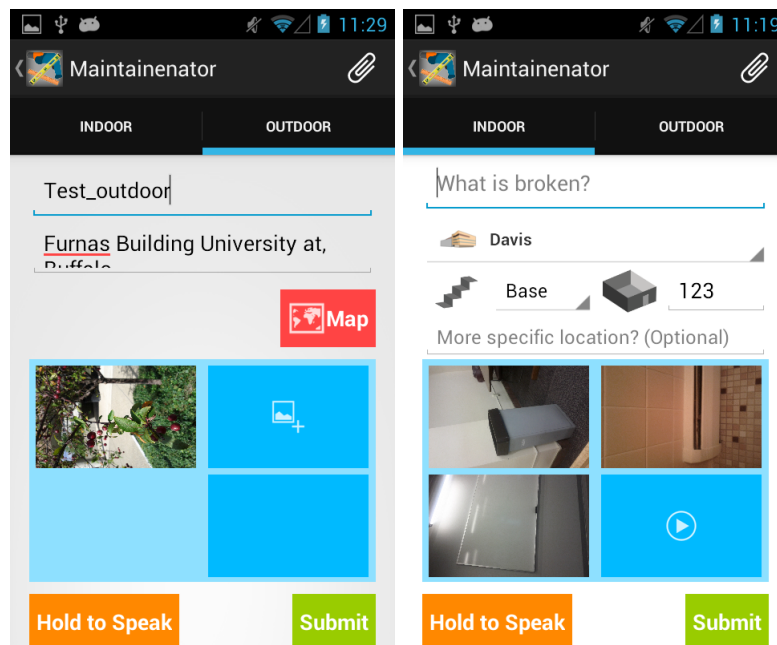 11:29
Maintainenator
INDOOR OUTDOOR
Test_outdoor
Furnas Building University at,
Buffalo
Map
Hold to Speak Submit
11:19
Maintainenator
INDOOR OUTDOOR
What is broken?
Davis
Base 123
More specific location? (Optional)
Hold to Speak Submit